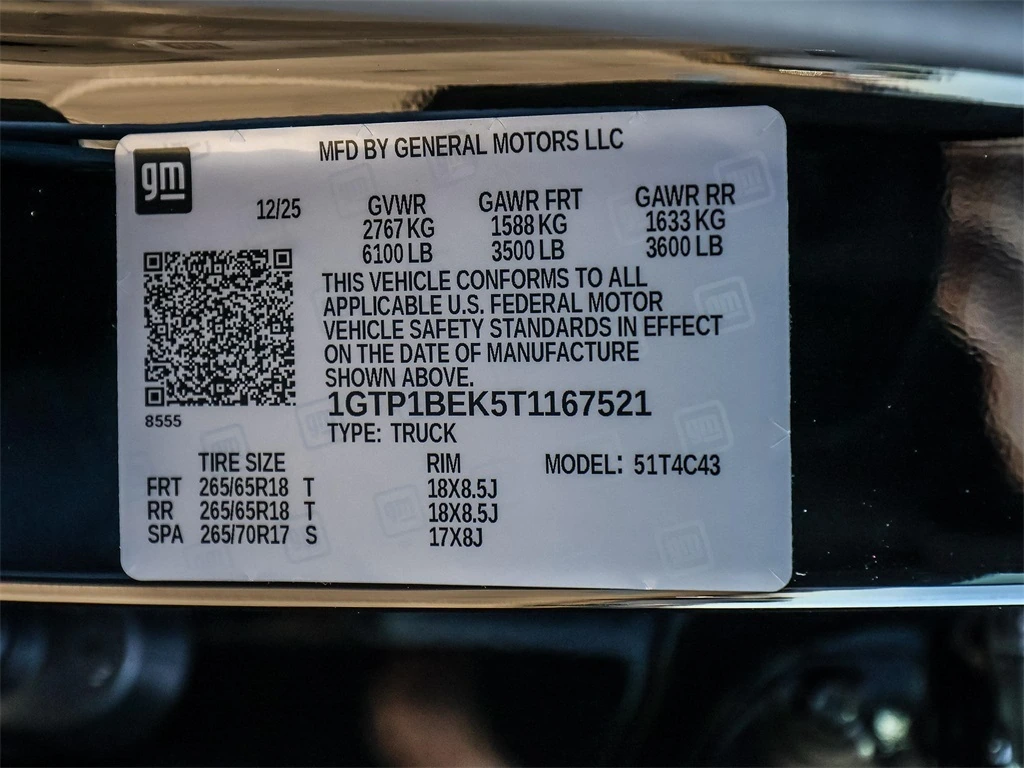 gm
MFD BY GENERAL MOTORS LLC
12/25 GVWR GAWR FRT GAWR RR
2767 KG 1588 KG 1633 KG
6100 LB 3500 LB 3600 LB
THIS VEHICLE CONFORMS TO ALL
APPLICABLE U.S. FEDERAL MOTOR
VEHICLE SAFETY STANDARDS IN EFFECT
ON THE DATE OF MANUFACTURE
SHOWN ABOVE.
1GTP1BEK5T1167521
8555
TYPE: TRUCK
TIRE SIZE RIM MODEL: 51T4C43
FRT 265/65R18 T 18X8.5J
RR 265/65R18 T 18X8.5J
SPA 265/70R17 S 17X8J